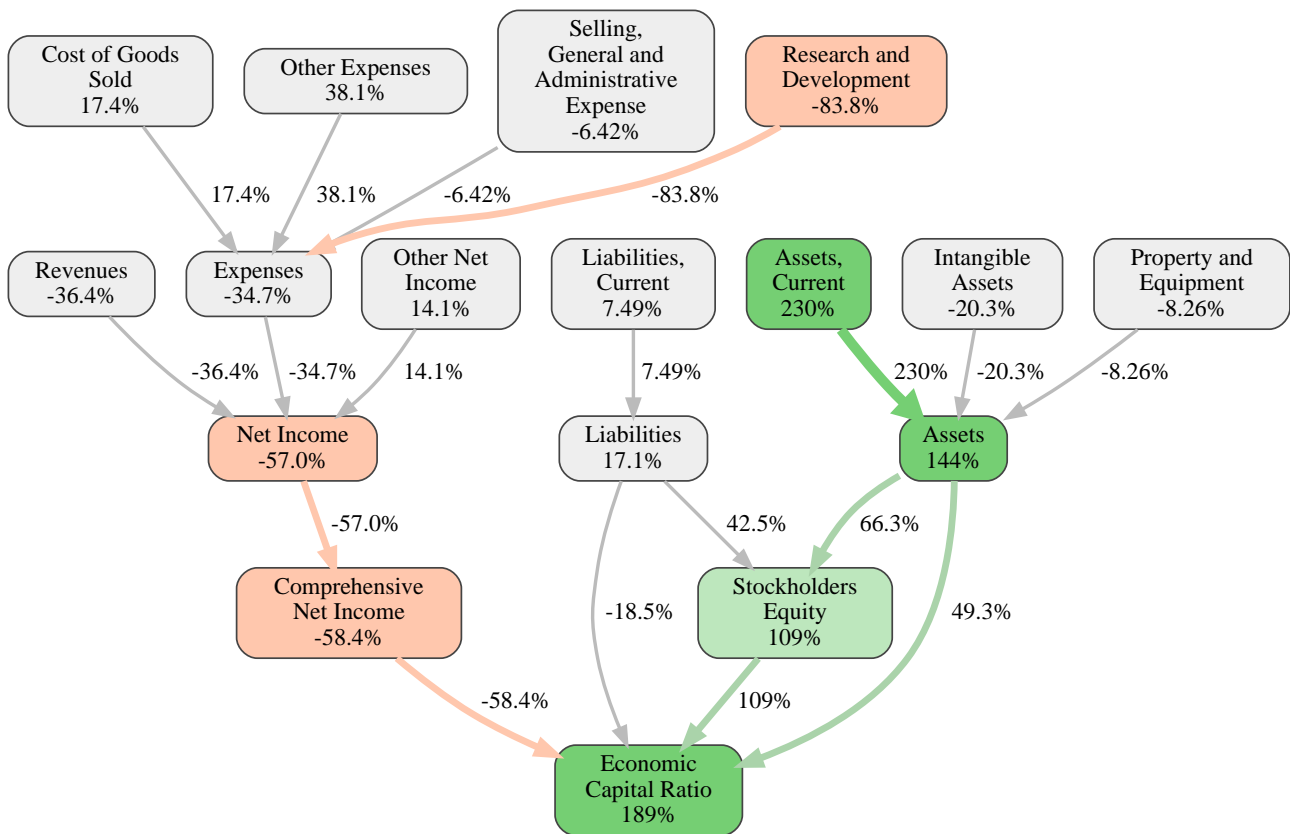 Cost of Goods
Sold
17.4%
Other Expenses
38.1%
Selling,
General and
Administrative
Expense
-6.42%
Research and
Development
-83.8%
17.4%
38.1%
-6.42%
-83.8%
Revenues
-36.4%
Expenses
-34.7%
Other Net
Income
14.1%
Liabilities,
Current
7.49%
Assets,
Current
230%
Intangible
Assets
-20.3%
Property and
Equipment
-8.26%
-36.4%
-34.7%
14.1%
7.49%
230%
-20.3%
-8.26%
Net Income
-57.0%
Liabilities
17.1%
Assets
144%
-57.0%
42.5%
66.3%
Comprehensive
Net Income
-58.4%
-18.5%
Stockholders
Equity
109%
49.3%
-58.4%
109%
Economic
Capital Ratio
189%